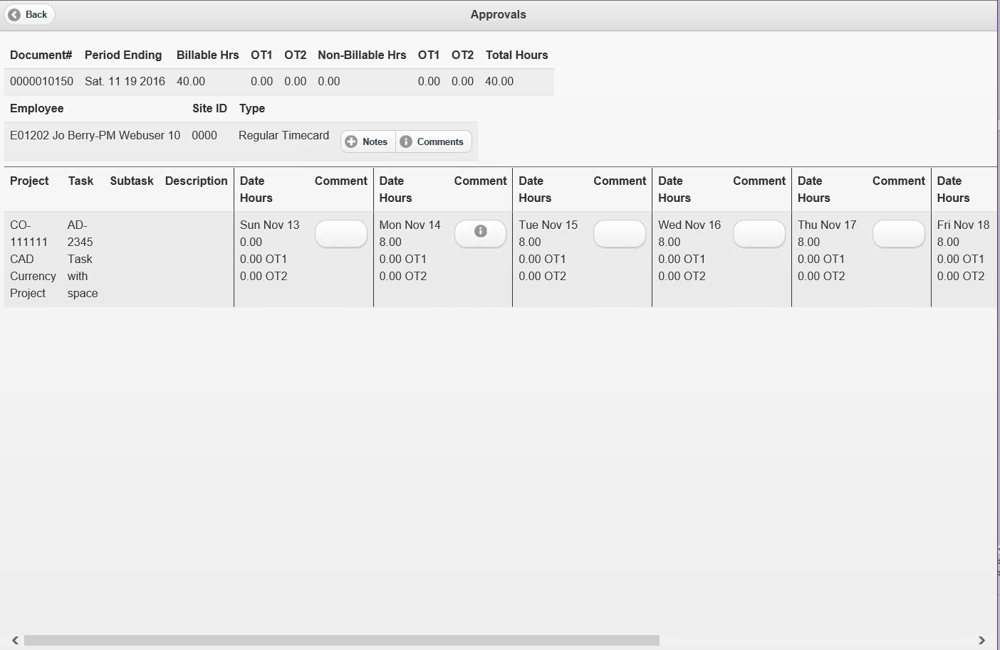 Back
Approvals
Document# Period Ending Billable Hrs OT1 OT2 Non-Billable Hrs OT1 OT2 Total Hours
0000010150 Sat. 11 19 2016 40.00 0.00 0.00 0.00 0.00 0.00 40.00
Employee Site ID Type
E01202 Jo Berry-PM Webuser 10 0000 Regular Timecard Notes Comments
Project Task Subtask Description Date Comment Date Comment Date Comment Date Comment Date Comment Date
Hours Hours Hours Hours Hours Hours
CO- AD- Sun Nov 13 Mon Nov 14 Tue Nov 15 Wed Nov 16 Thu Nov 17 Fri Nov 18
111111 2345 0.00 8.00 8.00 8.00 8.00 8.00
CAD Task 0.00 OT1 0.00 OT1 0.00 OT1 0.00 OT1 0.00 OT1 0.00 OT1
Currency with 0.00 OT2 0.00 OT2 0.00 OT2 0.00 OT2 0.00 OT2 0.00 OT2
Project space